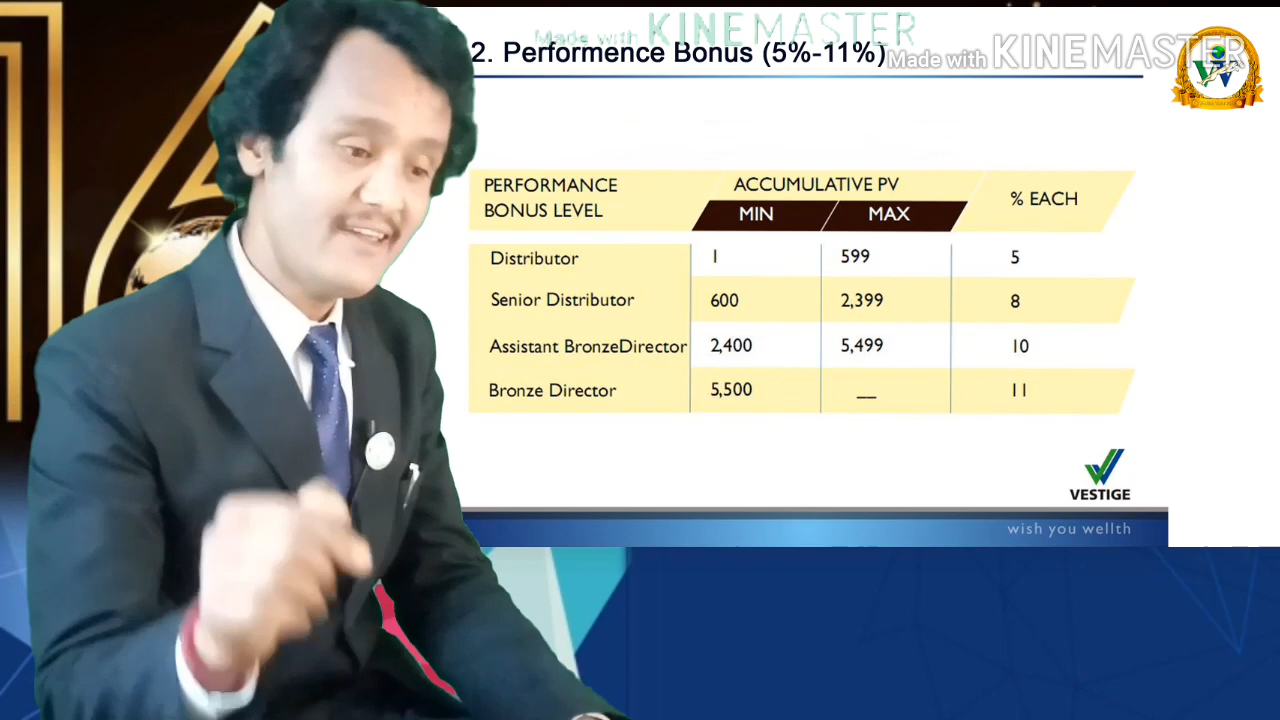 Made with KINEMASTER
2. Performence Bonus (5%-11%)
Made with KINEMASTER
PERFORMANCE BONUS LEVEL
ACCUMULATIVE PV
% EACH
MIN MAX
Distributor 1 599 5
Senior Distributor 600 2,399 8
Assistant BronzeDirector 2,400 5,499 10
Bronze Director 5,500 __ 11
VESTIGE
wish you wellth
16